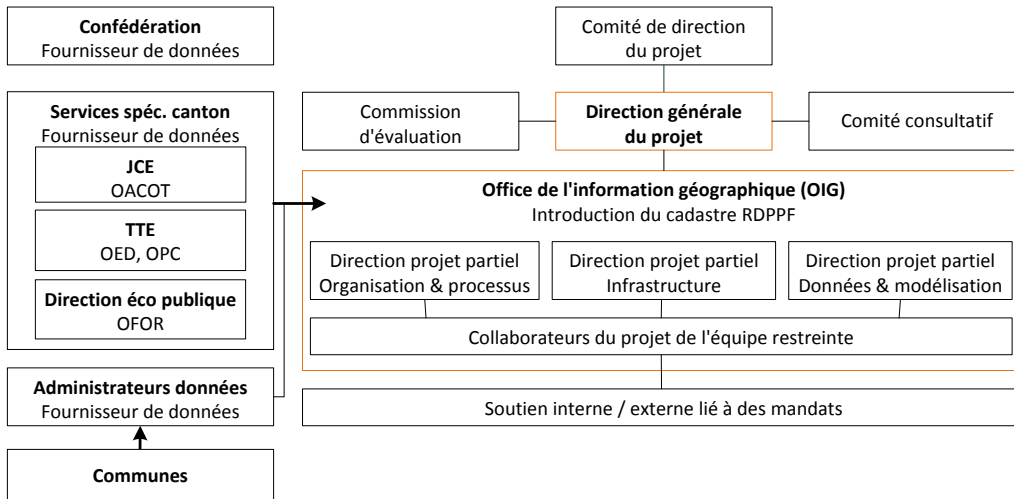 Confédération
Fournisseur de données
Services spéc. canton
Fournisseur de données
JCE
OACOT
TTE
OED, OPC
Direction éco publique
OFOR
Administrateurs données
Fournisseur de données
Communes
Comité de direction
du projet
Commission
d'évaluation
Direction générale
du projet
Comité consultatif
Office de l'information géographique (OIG)
Introduction du cadastre RDPPF
Direction projet partiel
Organisation & processus
Direction projet partiel
Infrastructure
Direction projet partiel
Données & modélisation
Collaborateurs du projet de l'équipe restreinte
Soutien interne / externe lié à des mandats